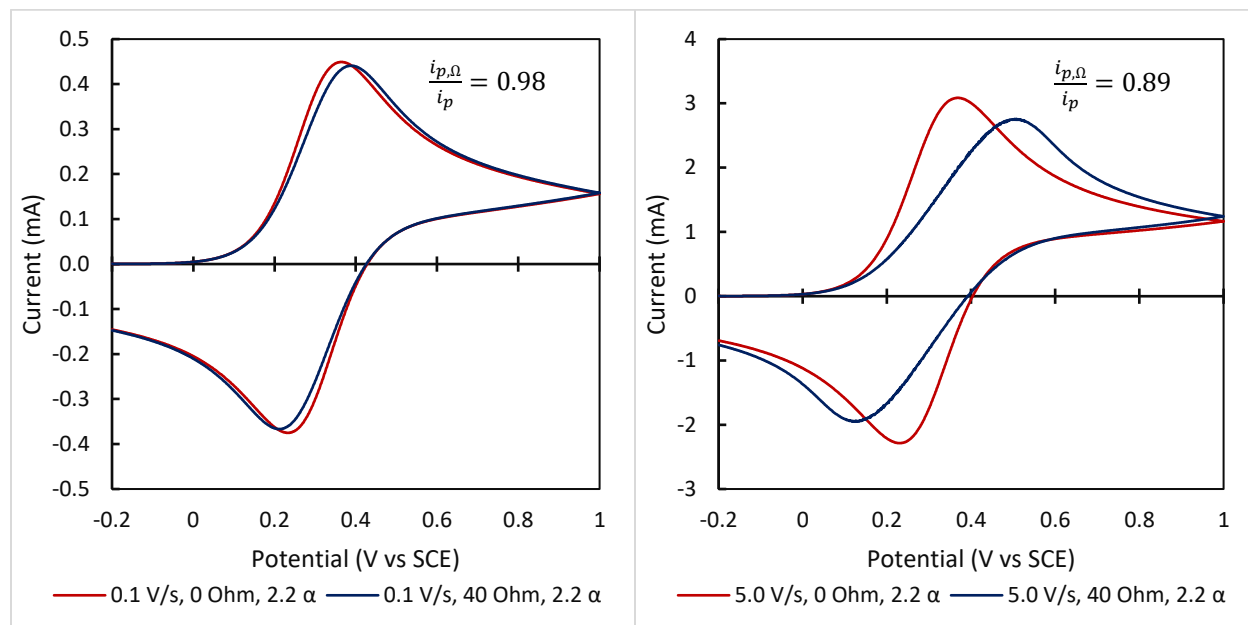 0.5
0.4
0.3
0.2
0.1
0.0
-0.1
-0.2
-0.3
-0.4
-0.5
Current (mA)
i_{p,Ω}/i_p = 0.98
-0.2 0 0.2 0.4 0.6 0.8 1
Potential (V vs SCE)
0.1 V/s, 0 Ohm, 2.2 α 0.1 V/s, 40 Ohm, 2.2 α
4
3
2
1
0
-1
-2
-3
Current (mA)
i_{p,Ω}/i_p = 0.89
-0.2 0 0.2 0.4 0.6 0.8 1
Potential (V vs SCE)
5.0 V/s, 0 Ohm, 2.2 α 5.0 V/s, 40 Ohm, 2.2 α